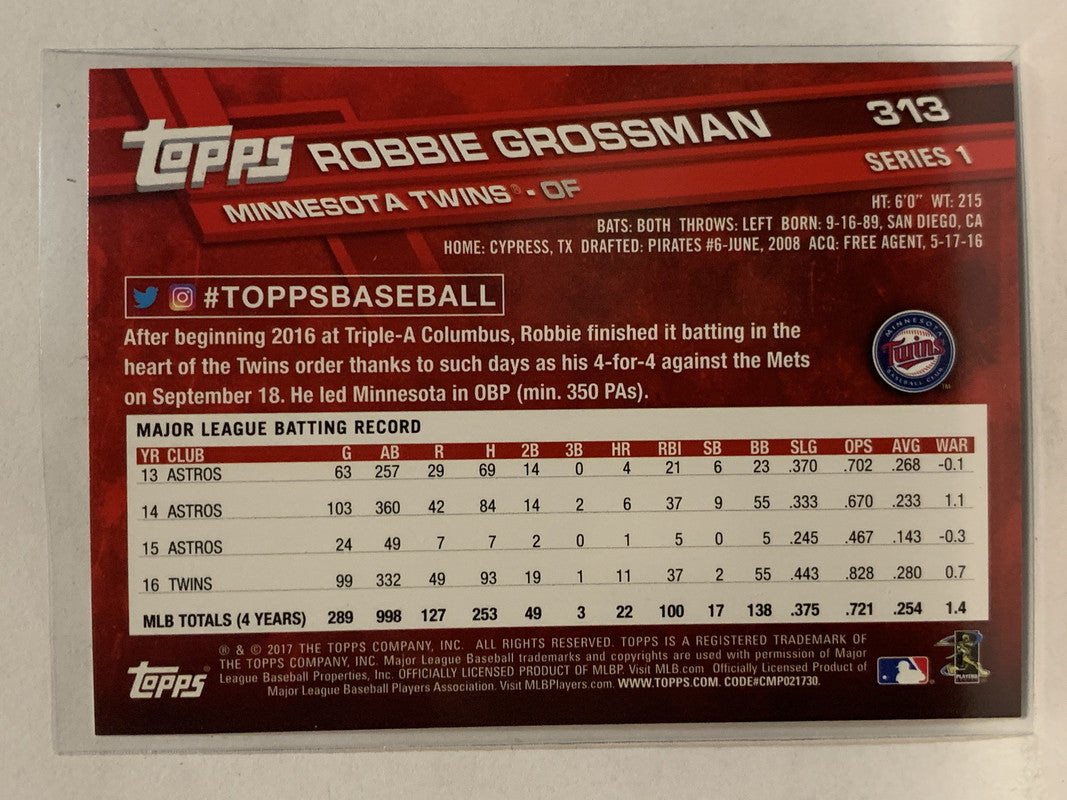 Topps ROBBIE GROSSMAN 313
MINNESOTA TWINS® - OF SERIES 1
HT: 6'0" WT: 215
BATS: BOTH THROWS: LEFT BORN: 9-16-89, SAN DIEGO, CA
HOME: CYPRESS, TX DRAFTED: PIRATES #6-JUNE, 2008 ACQ: FREE AGENT, 5-17-16
#TOPPSBASEBALL
After beginning 2016 at Triple-A Columbus, Robbie finished it batting in the
heart of the Twins order thanks to such days as his 4-for-4 against the Mets
on September 18. He led Minnesota in OBP (min. 350 PAs).
MINNESOTA
Twins
BASEBALL CLUB
TM
MAJOR LEAGUE BATTING RECORD
YR CLUB G AB R H 2B 3B HR RBI SB BB SLG OPS AVG WAR
13 ASTROS 63 257 29 69 14 0 4 21 6 23 .370 .702 .268 -0.1
14 ASTROS 103 360 42 84 14 2 6 37 9 55 .333 .670 .233 1.1
15 ASTROS 24 49 7 7 2 0 1 5 0 5 .245 .467 .143 -0.3
16 TWINS 99 332 49 93 19 1 11 37 2 55 .443 .828 .280 0.7
MLB TOTALS (4 YEARS) 289 998 127 253 49 3 22 100 17 138 .375 .721 .254 1.4
® & © 2017 THE TOPPS COMPANY, INC. ALL RIGHTS RESERVED. TOPPS IS A REGISTERED TRADEMARK OF
THE TOPPS COMPANY, INC. Major League Baseball trademarks and copyrights are used with permission of Major
League Baseball Properties, Inc. OFFICIALLY LICENSED PRODUCT OF MLBP. Visit MLB.com. Officially Licensed Product of
Major League Baseball Players Association. Visit MLBPlayers.com. WWW.TOPPS.COM. CODE#CMP021730.
Topps®
PLAYERS